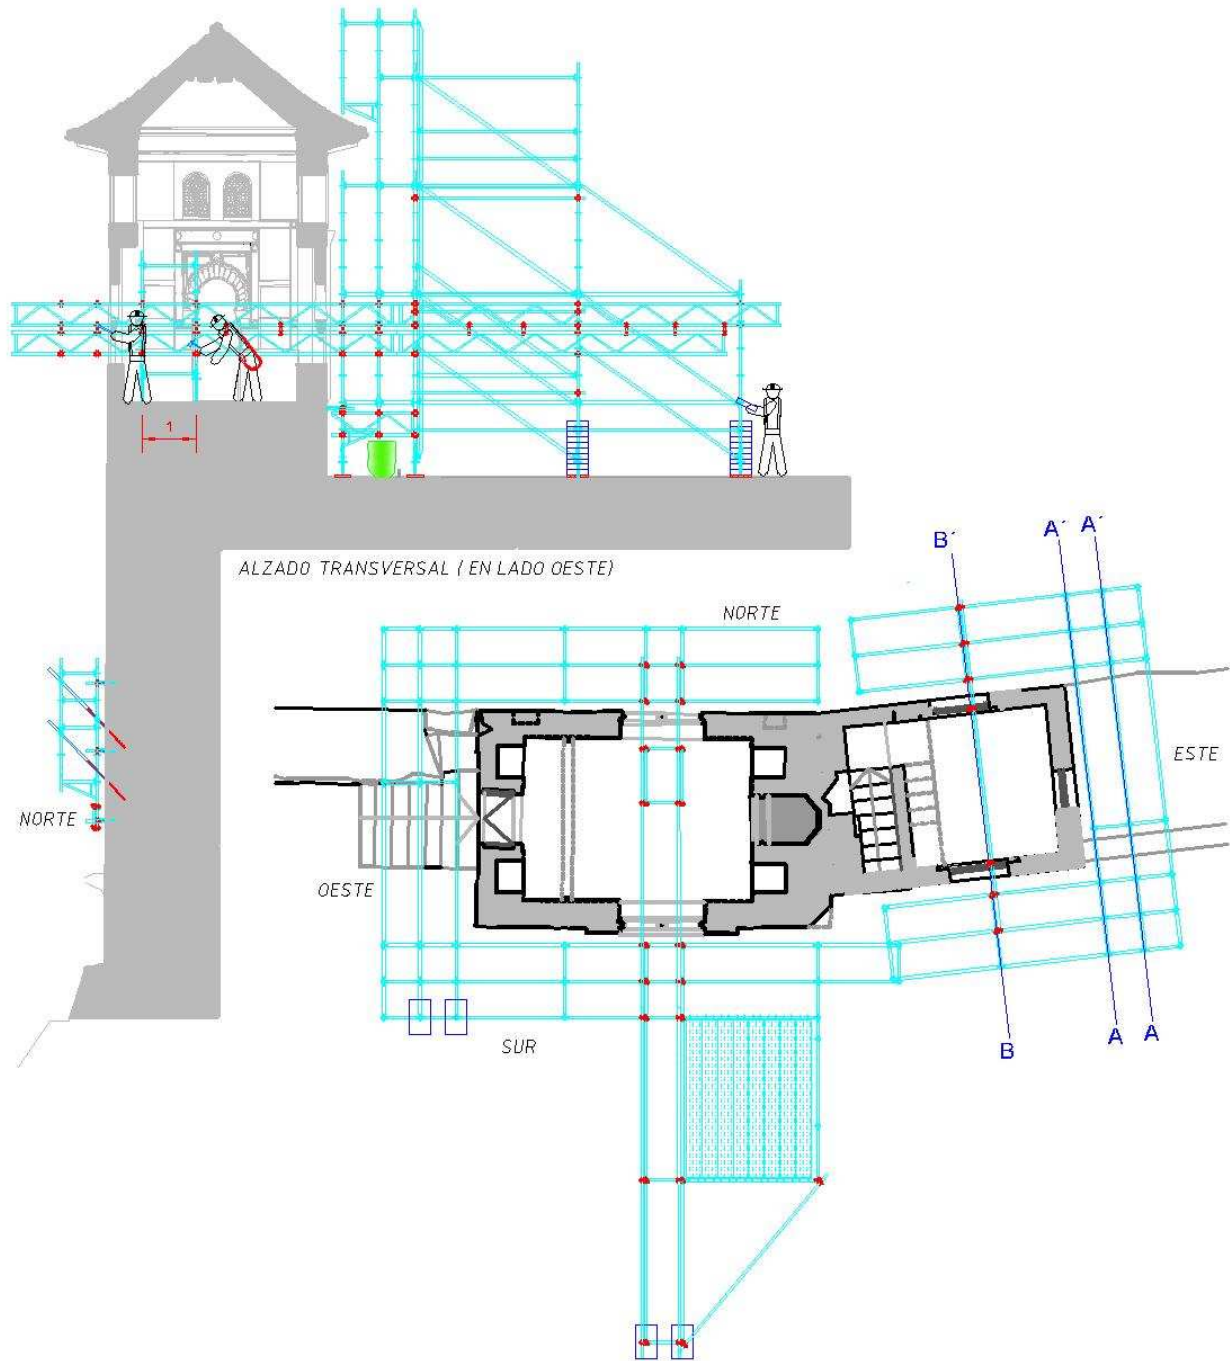 1
ALZADO TRANSVERSAL ( EN LADO OESTE)
B´
A´
A´
NORTE
ESTE
NORTE
OESTE
SUR
B
A
A